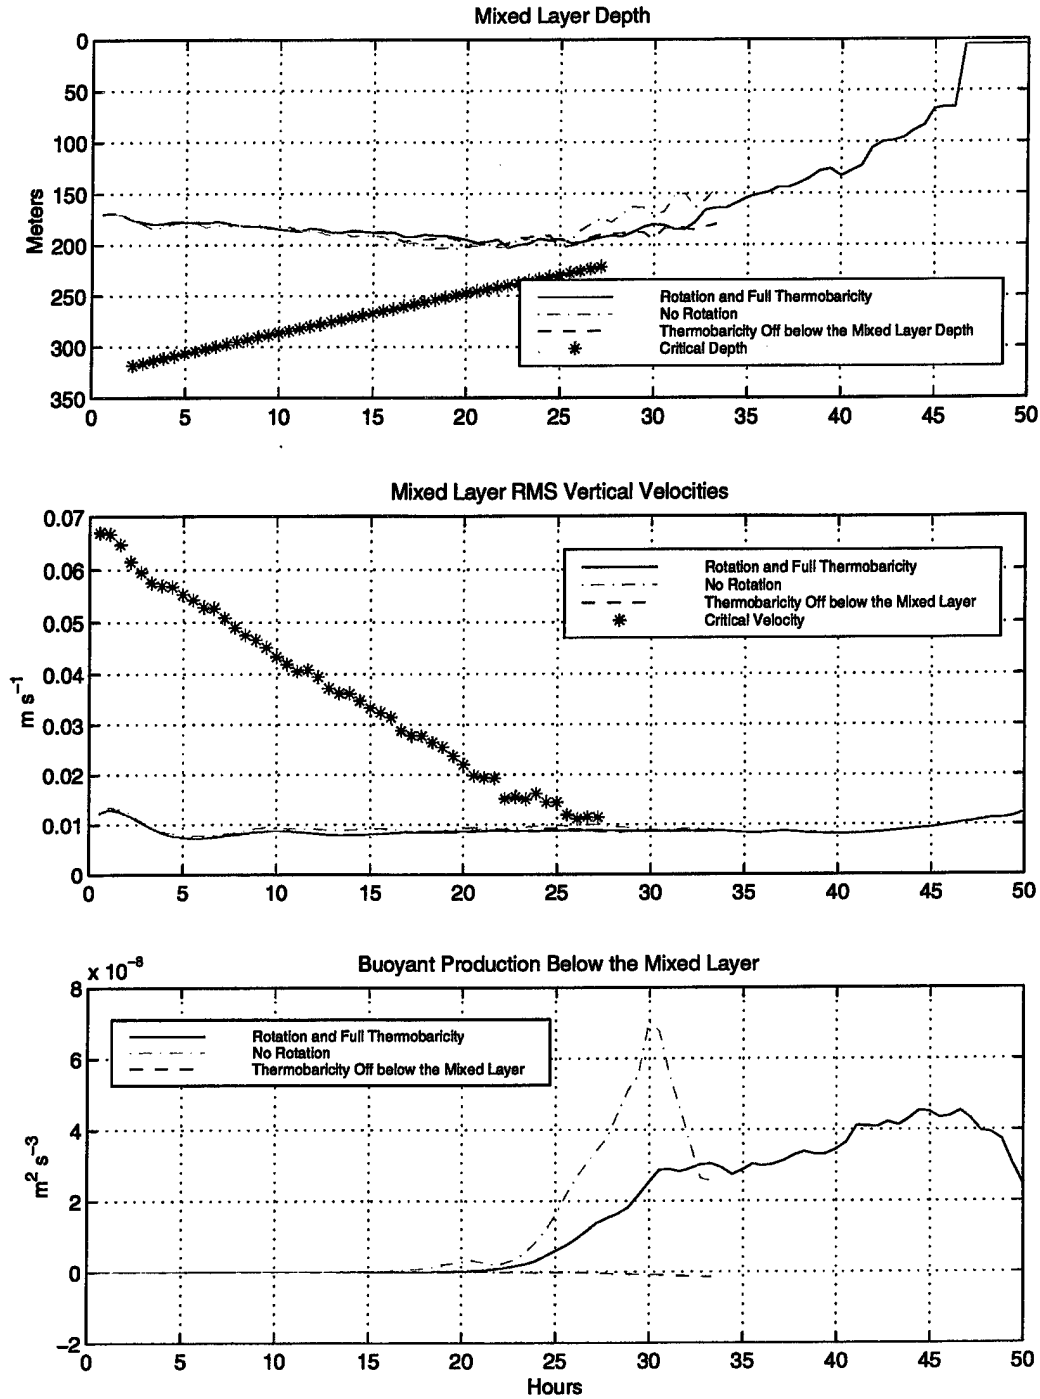 Mixed Layer Depth
0
50
100
150
200
250
300
350
Meters
Rotation and Full Thermobaricity
No Rotation
Thermobaricity Off below the Mixed Layer Depth
Critical Depth
0 5 10 15 20 25 30 35 40 45 50
Mixed Layer RMS Vertical Velocities
0.07
0.06
0.05
0.04
0.03
0.02
0.01
0
m s⁻¹
Rotation and Full Thermobaricity
No Rotation
Thermobaricity Off below the Mixed Layer
Critical Velocity
0 5 10 15 20 25 30 35 40 45 50
x 10⁻⁸
Buoyant Production Below the Mixed Layer
8
6
4
2
0
−2
m² s⁻³
Rotation and Full Thermobaricity
No Rotation
Thermobaricity Off below the Mixed Layer
0 5 10 15 20 25 30 35 40 45 50
Hours